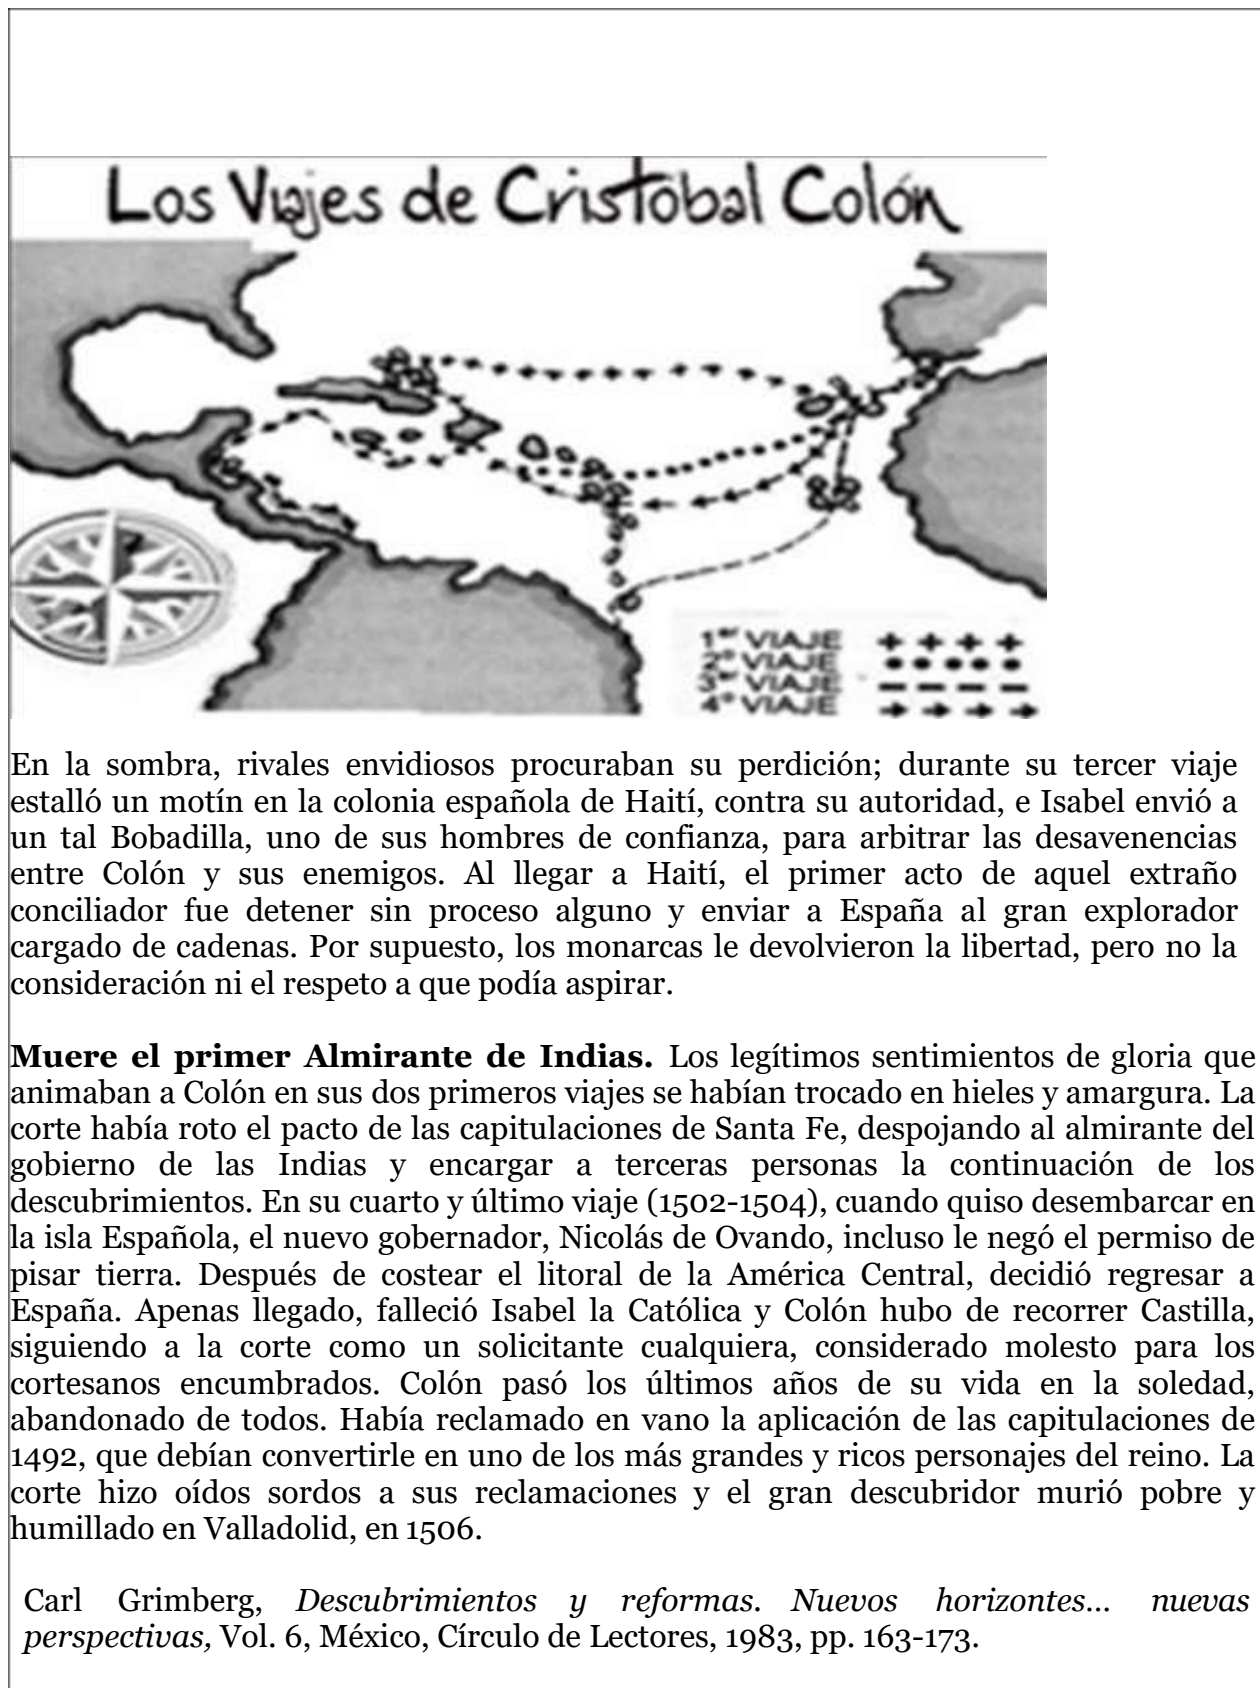 Los Viajes de Cristobal Colón
1er VIAJE
2º VIAJE
3er VIAJE
4º VIAJE
En la sombra, rivales envidiosos procuraban su perdición; durante su tercer viaje
estalló un motín en la colonia española de Haití, contra su autoridad, e Isabel envió a
un tal Bobadilla, uno de sus hombres de confianza, para arbitrar las desavenencias
entre Colón y sus enemigos. Al llegar a Haití, el primer acto de aquel extraño
conciliador fue detener sin proceso alguno y enviar a España al gran explorador
cargado de cadenas. Por supuesto, los monarcas le devolvieron la libertad, pero no la
consideración ni el respeto a que podía aspirar.
Muere el primer Almirante de Indias. Los legítimos sentimientos de gloria que
animaban a Colón en sus dos primeros viajes se habían trocado en hieles y amargura. La
corte había roto el pacto de las capitulaciones de Santa Fe, despojando al almirante del
gobierno de las Indias y encargar a terceras personas la continuación de los
descubrimientos. En su cuarto y último viaje (1502-1504), cuando quiso desembarcar en
la isla Española, el nuevo gobernador, Nicolás de Ovando, incluso le negó el permiso de
pisar tierra. Después de costear el litoral de la América Central, decidió regresar a
España. Apenas llegado, falleció Isabel la Católica y Colón hubo de recorrer Castilla,
siguiendo a la corte como un solicitante cualquiera, considerado molesto para los
cortesanos encumbrados. Colón pasó los últimos años de su vida en la soledad,
abandonado de todos. Había reclamado en vano la aplicación de las capitulaciones de
1492, que debían convertirle en uno de los más grandes y ricos personajes del reino. La
corte hizo oídos sordos a sus reclamaciones y el gran descubridor murió pobre y
humillado en Valladolid, en 1506.
Carl Grimberg, Descubrimientos y reformas. Nuevos horizontes... nuevas
perspectivas, Vol. 6, México, Círculo de Lectores, 1983, pp. 163-173.